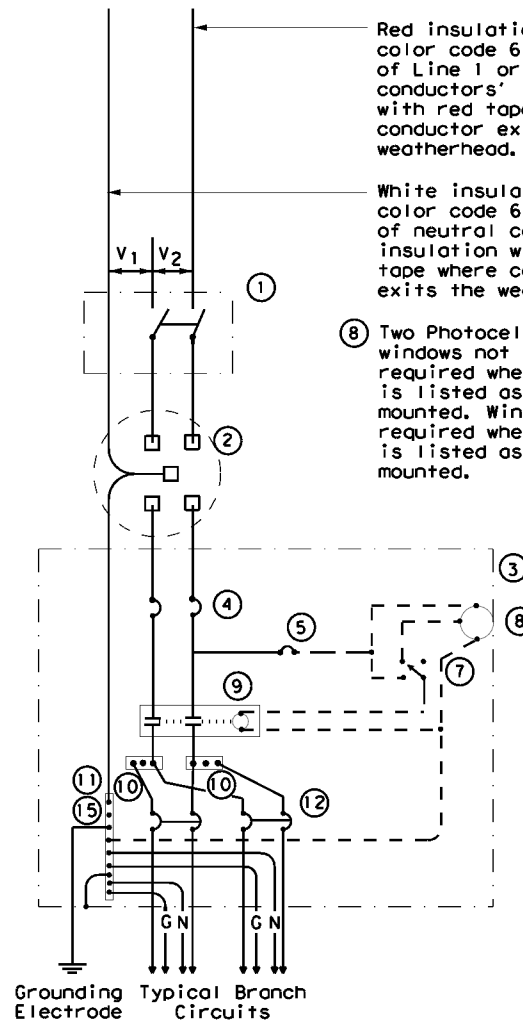 Red insulatio
color code 6
of Line 1 or
conductors'
with red tape
conductor ex
weatherhead.
White insula
color code 6
of neutral co
insulation w
tape where co
exits the wea
V1 V2
1
8 Two Photocel
windows not
required whe
is listed as
mounted. Win
required whe
is listed as
mounted.
2
3
4
5
8
7
9
10 10
11
12
15
G N G N
Grounding Electrode
Typical Branch Circuits